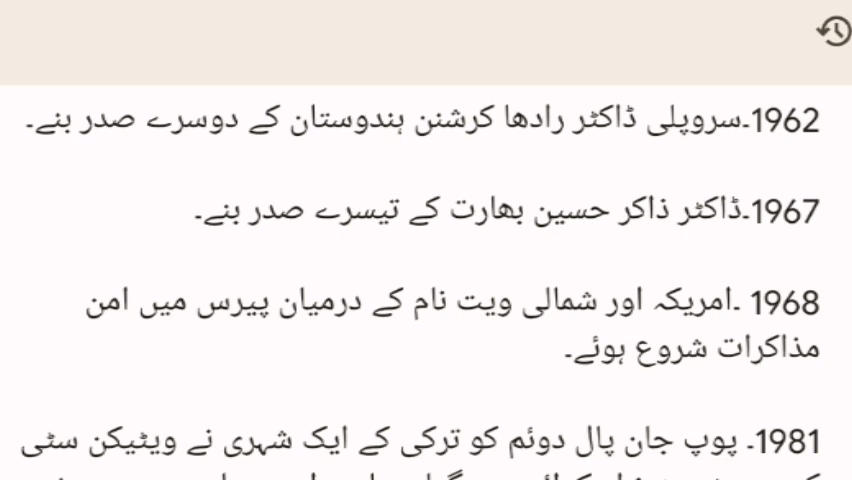 1962۔سروپلی ڈاکٹر رادھا کرشنن ہندوستان کے دوسرے صدر بنے۔
1967۔ڈاکٹر ذاکر حسین بھارت کے تیسرے صدر بنے۔
1968 ۔امریکہ اور شمالی ویت نام کے درمیان پیرس میں امن
مذاکرات شروع ہوئے۔
1981۔ پوپ جان پال دوئم کو ترکی کے ایک شہری نے ویٹیکن سٹی